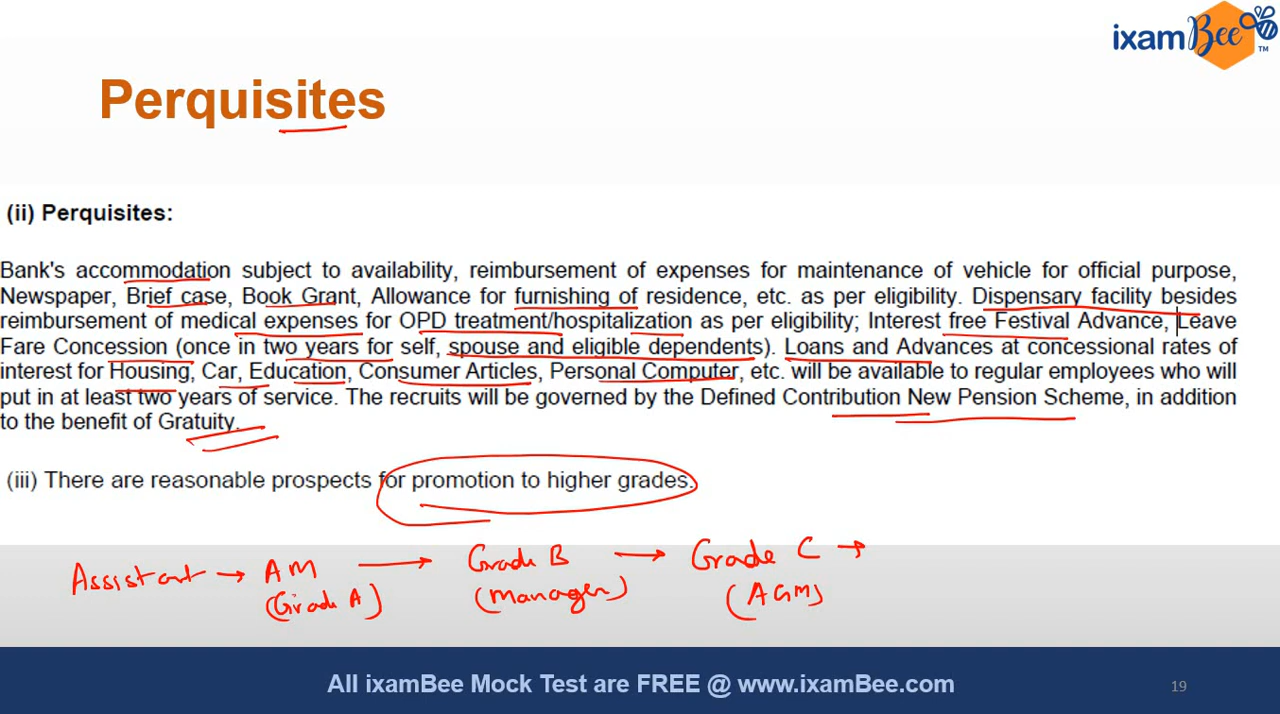 ixamBee
TM
Perquisites
(ii) Perquisites:
Bank's accommodation subject to availability, reimbursement of expenses for maintenance of vehicle for official purpose,
Newspaper, Brief case, Book Grant, Allowance for furnishing of residence, etc. as per eligibility. Dispensary facility besides
reimbursement of medical expenses for OPD treatment/hospitalization as per eligibility; Interest free Festival Advance, Leave
Fare Concession (once in two years for self, spouse and eligible dependents). Loans and Advances at concessional rates of
interest for Housing, Car, Education, Consumer Articles, Personal Computer, etc. will be available to regular employees who will
put in at least two years of service. The recruits will be governed by the Defined Contribution New Pension Scheme, in addition
to the benefit of Gratuity.
(iii) There are reasonable prospects for promotion to higher grades.
Assistant → AM → Grade B → Grade C →
(Grade A) (Manager) (AGM)
All ixamBee Mock Test are FREE @ www.ixamBee.com
19